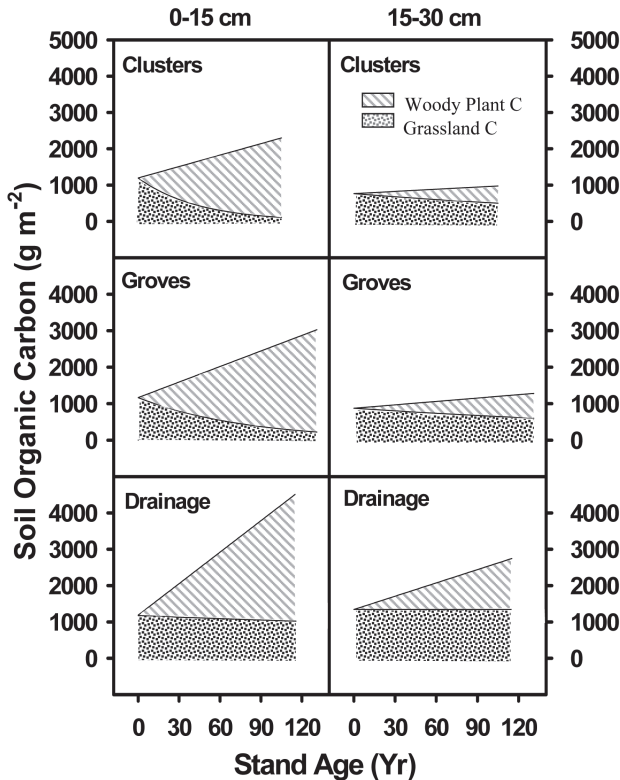 0-15 cm 15-30 cm
Soil Organic Carbon (g m-2)
5000 Clusters Clusters 5000
4000 4000
3000 Woody Plant C 3000
Grassland C
2000 2000
1000 1000
0 0
Groves Groves
4000 4000
3000 3000
2000 2000
1000 1000
0 0
Drainage Drainage
4000 4000
3000 3000
2000 2000
1000 1000
0 0
0 30 60 90 120 0 30 60 90 120
Stand Age (Yr)